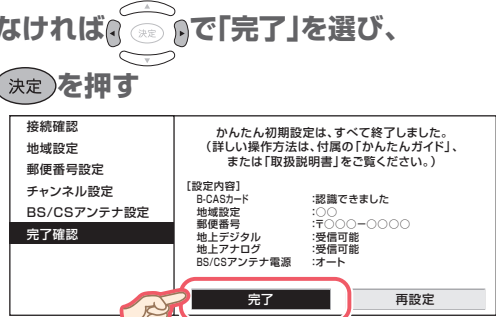 なければ 決定 で「完了」を選び、
決定 を押す
接続確認
地域設定
郵便番号設定
チャンネル設定
BS/CSアンテナ設定
完了確認
かんたん初期設定は、すべて終了しました。
(詳しい操作方法は、付属の「かんたんガイド」、
または「取扱説明書」をご覧ください。)
[設定内容]
B-CASカード :認識できました
地域設定 :○○
郵便番号 :〒○○○−○○○○
地上デジタル :受信可能
地上アナログ :受信可能
BS/CSアンテナ電源 :オート
完了 再設定